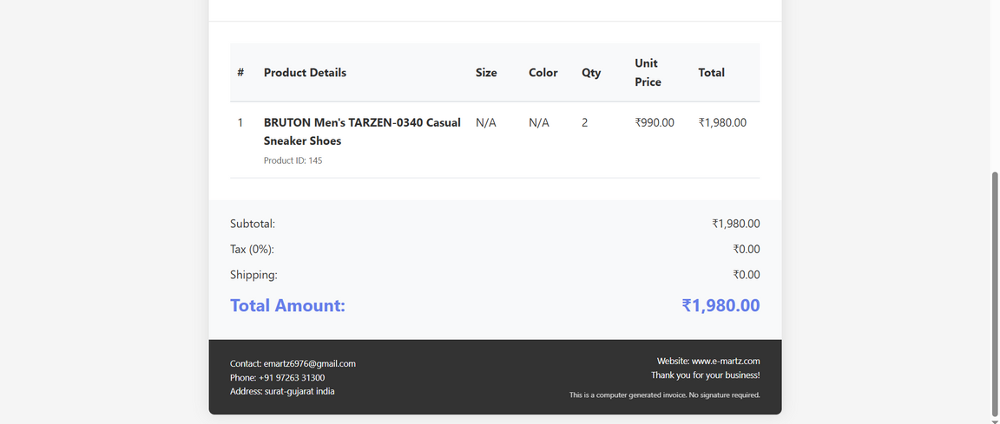 # Product Details Size Color Qty Unit Price Total
1 BRUTON Men's TARZEN-0340 Casual Sneaker Shoes N/A N/A 2 ₹990.00 ₹1,980.00
Product ID: 145
Subtotal: ₹1,980.00
Tax (0%): ₹0.00
Shipping: ₹0.00
Total Amount: ₹1,980.00
Contact: emartz6976@gmail.com
Phone: +91 97263 31300
Address: surat-gujarat india
Website: www.e-martz.com
Thank you for your business!
This is a computer generated invoice. No signature required.